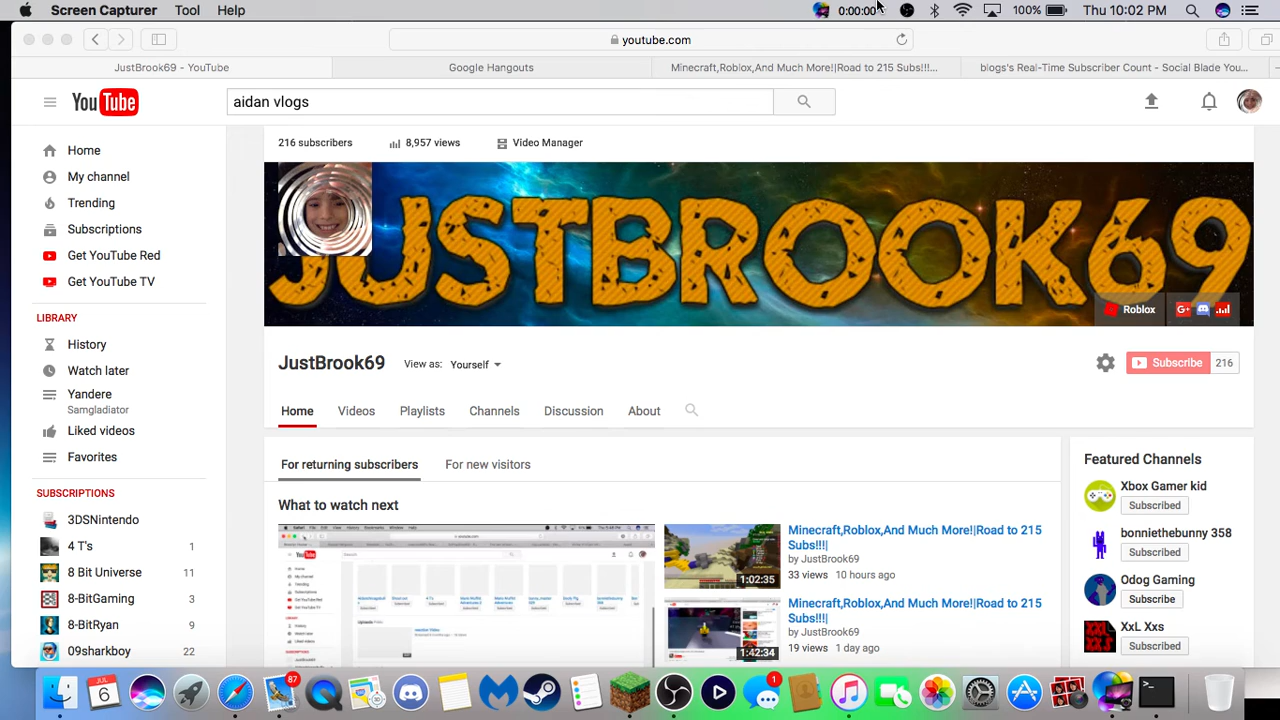 Screen Capturer Tool Help 0:00:00 100% Thu 10:02 PM
youtube.com
JustBrook69 - YouTube Google Hangouts Minecraft,Roblox,And Much More!|Road to 215 Subs!!!... blogs's Real-Time Subscriber Count - Social Blade You...
YouTube aidan vlogs
216 subscribers 8,957 views Video Manager
Home
My channel
Trending
Subscriptions
Get YouTube Red
Get YouTube TV
LIBRARY
History
Watch later
Yandere
Samgladiator
Liked videos
Favorites
SUBSCRIPTIONS
3DSNintendo
4 T's 1
8 Bit Universe 11
8-BitGaming 3
8-BitRyan 9
09sharkboy 22
JUSTBROOK69
Roblox G+
JustBrook69 View as: Yourself Subscribe 216
Home Videos Playlists Channels Discussion About
For returning subscribers For new visitors
What to watch next
Minecraft,Roblox,And Much More!|Road to 215
Subs!!!|
by JustBrook69
33 views 10 hours ago
1:02:35
Minecraft,Roblox,And Much More!|Road to 215
Subs!!!|
by JustBrook69
19 views 1 day ago
1:42:34
Featured Channels
Xbox Gamer kid
Subscribed
bonniethebunny 358
Subscribed
Odog Gaming
Subscribe
XxL Xxs
Subscribed
JUL
6
87
1